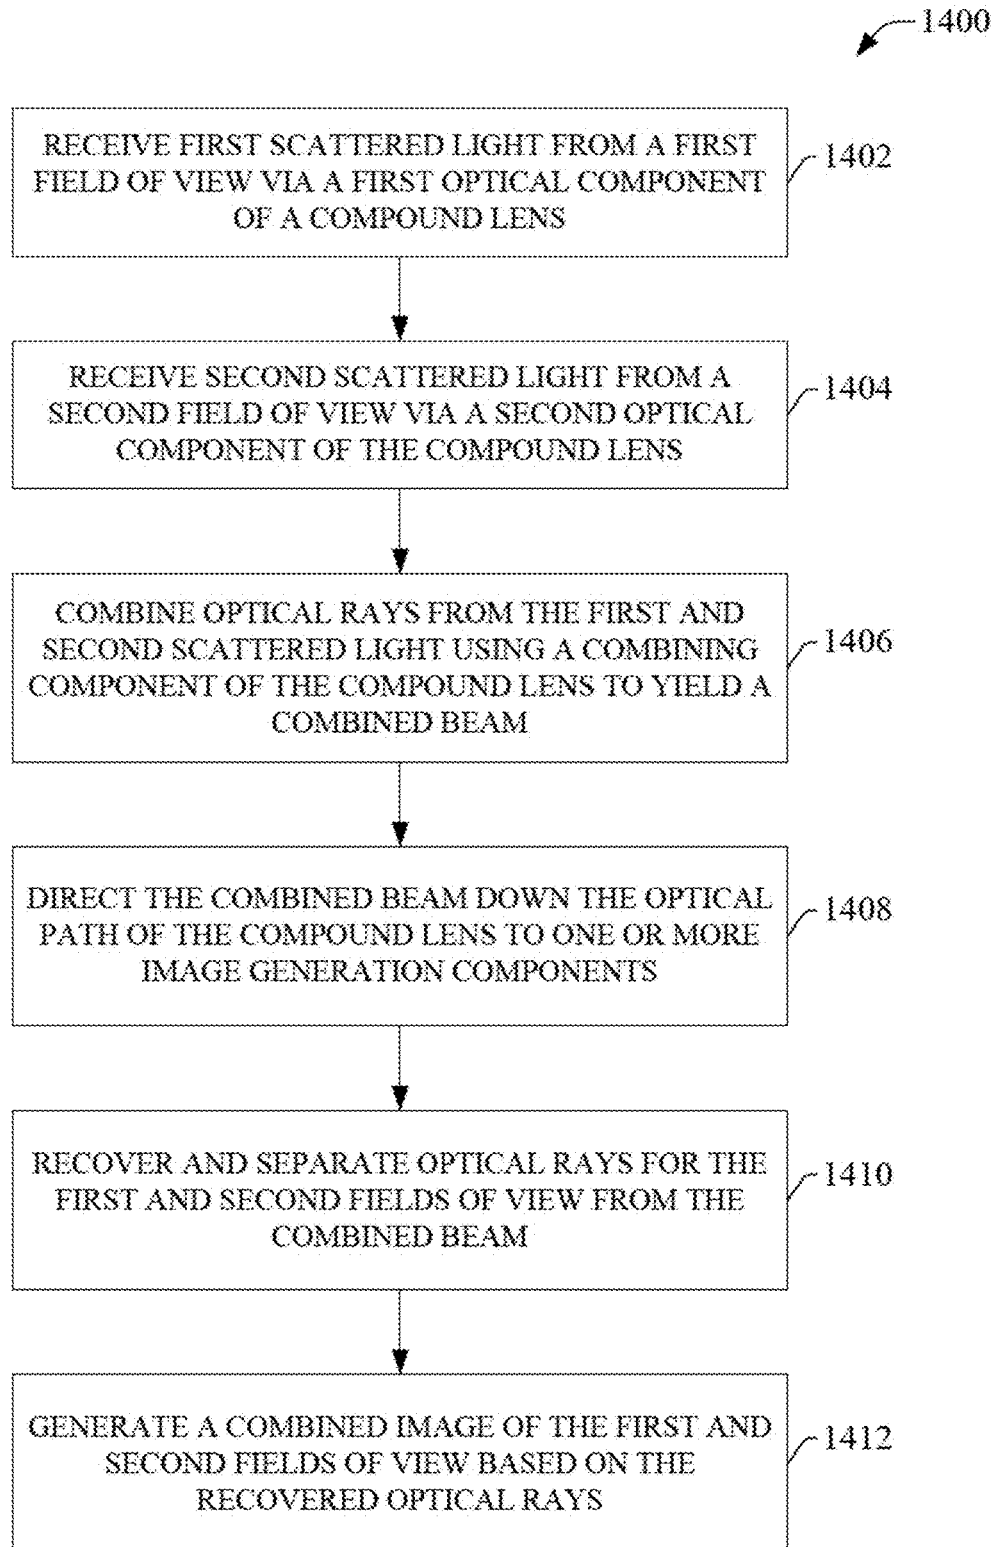 1400
RECEIVE FIRST SCATTERED LIGHT FROM A FIRST
FIELD OF VIEW VIA A FIRST OPTICAL COMPONENT
OF A COMPOUND LENS
1402
RECEIVE SECOND SCATTERED LIGHT FROM A
SECOND FIELD OF VIEW VIA A SECOND OPTICAL
COMPONENT OF THE COMPOUND LENS
1404
COMBINE OPTICAL RAYS FROM THE FIRST AND
SECOND SCATTERED LIGHT USING A COMBINING
COMPONENT OF THE COMPOUND LENS TO YIELD A
COMBINED BEAM
1406
DIRECT THE COMBINED BEAM DOWN THE OPTICAL
PATH OF THE COMPOUND LENS TO ONE OR MORE
IMAGE GENERATION COMPONENTS
1408
RECOVER AND SEPARATE OPTICAL RAYS FOR THE
FIRST AND SECOND FIELDS OF VIEW FROM THE
COMBINED BEAM
1410
GENERATE A COMBINED IMAGE OF THE FIRST AND
SECOND FIELDS OF VIEW BASED ON THE
RECOVERED OPTICAL RAYS
1412